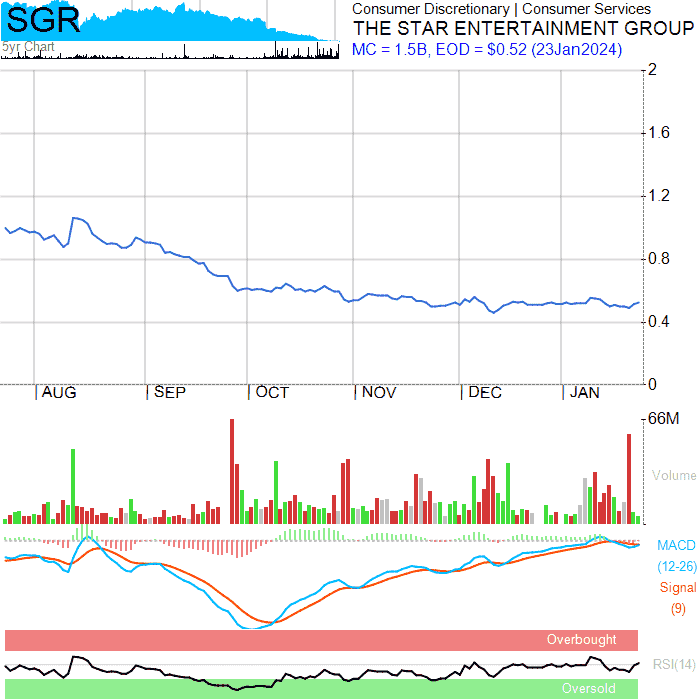 SGR
5yr Chart
Consumer Discretionary | Consumer Services
THE STAR ENTERTAINMENT GROUP
MC = 1.5B, EOD = $0.52 (23Jan2024)
2
1.6
1.2
0.8
0.4
0
|AUG |SEP |OCT |NOV |DEC |JAN
66M
Volume
MACD
(12-26)
Signal
(9)
Overbought
RSI(14)
Oversold